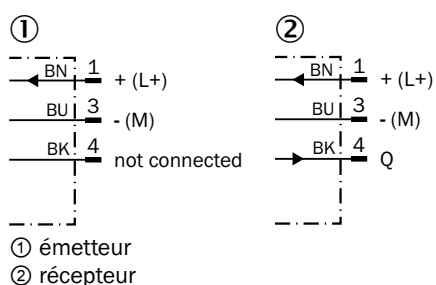 ① ②
BN 1 + (L+)
BU 3 - (M)
BK 4 not connected
BN 1 + (L+)
BU 3 - (M)
BK 4 Q
① émetteur
② récepteur